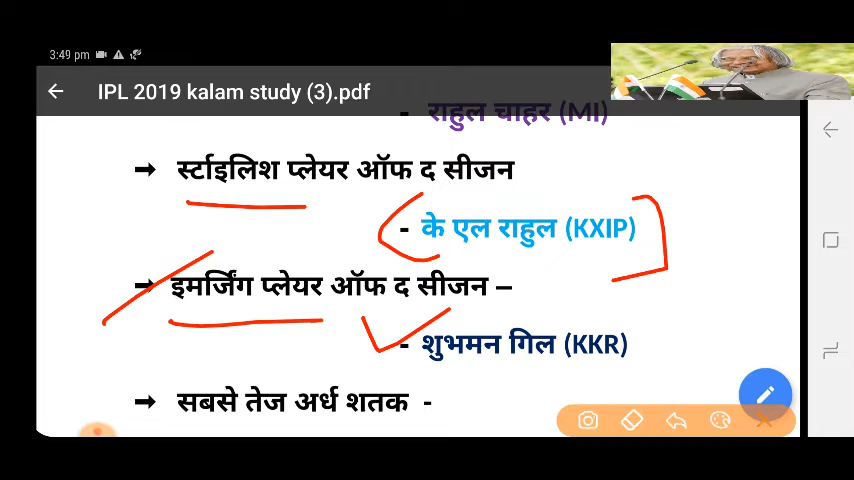 3:49 pm
IPL 2019 kalam study (3).pdf
- राहुल चाहर (MI)
→ स्टाइलिश प्लेयर ऑफ द सीजन
- के एल राहुल (KXIP)
→ इमर्जिंग प्लेयर ऑफ द सीजन –
- शुभमन गिल (KKR)
→ सबसे तेज अर्ध शतक -